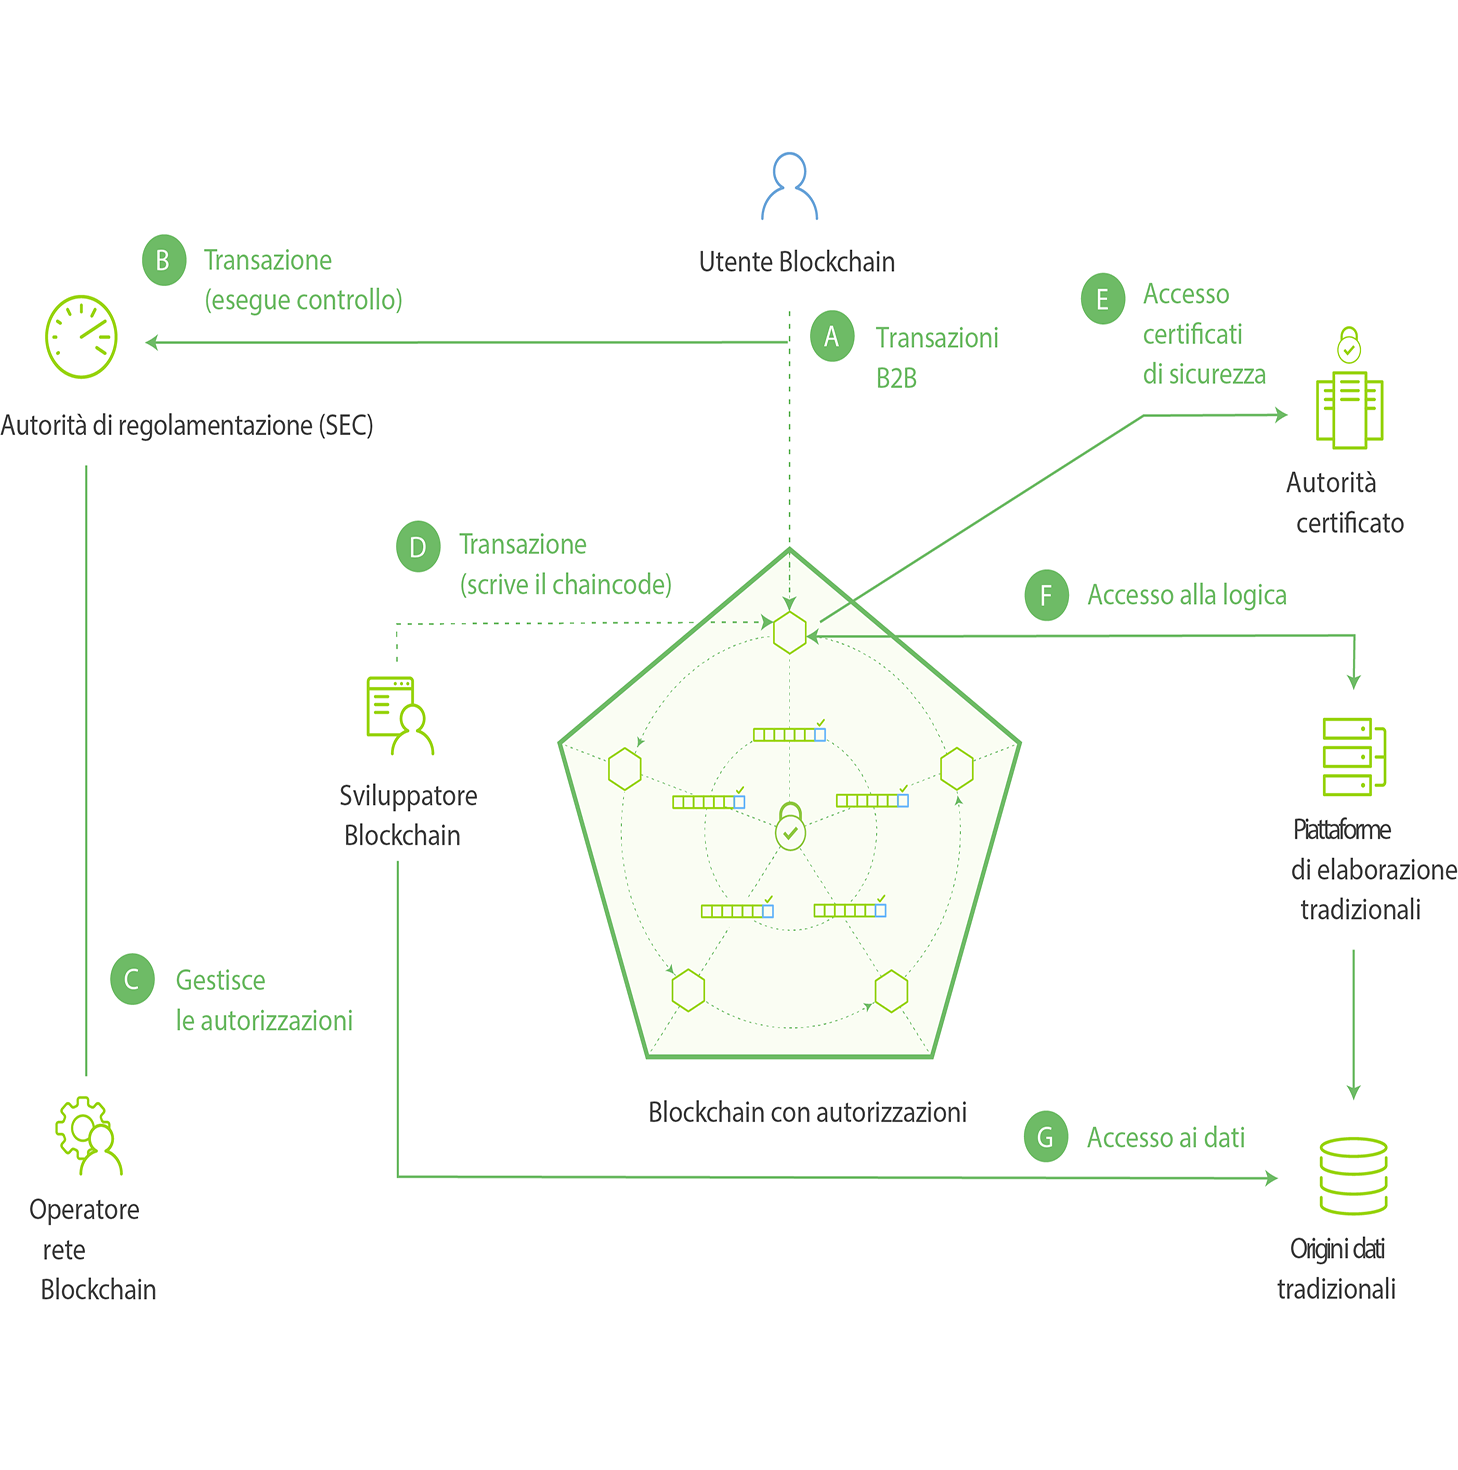 Utente Blockchain
B
Transazione
(esegue controllo)
A
Transazioni
B2B
E
Accesso
certificati
di sicurezza
Autorità di regolamentazione (SEC)
Autorità
certificato
D
Transazione
(scrive il chaincode)
F
Accesso alla logica
Sviluppatore
Blockchain
Piattaforme
di elaborazione
tradizionali
C
Gestisce
le autorizzazioni
Blockchain con autorizzazioni
G
Accesso ai dati
Operatore
rete
Blockchain
Origini dati
tradizionali